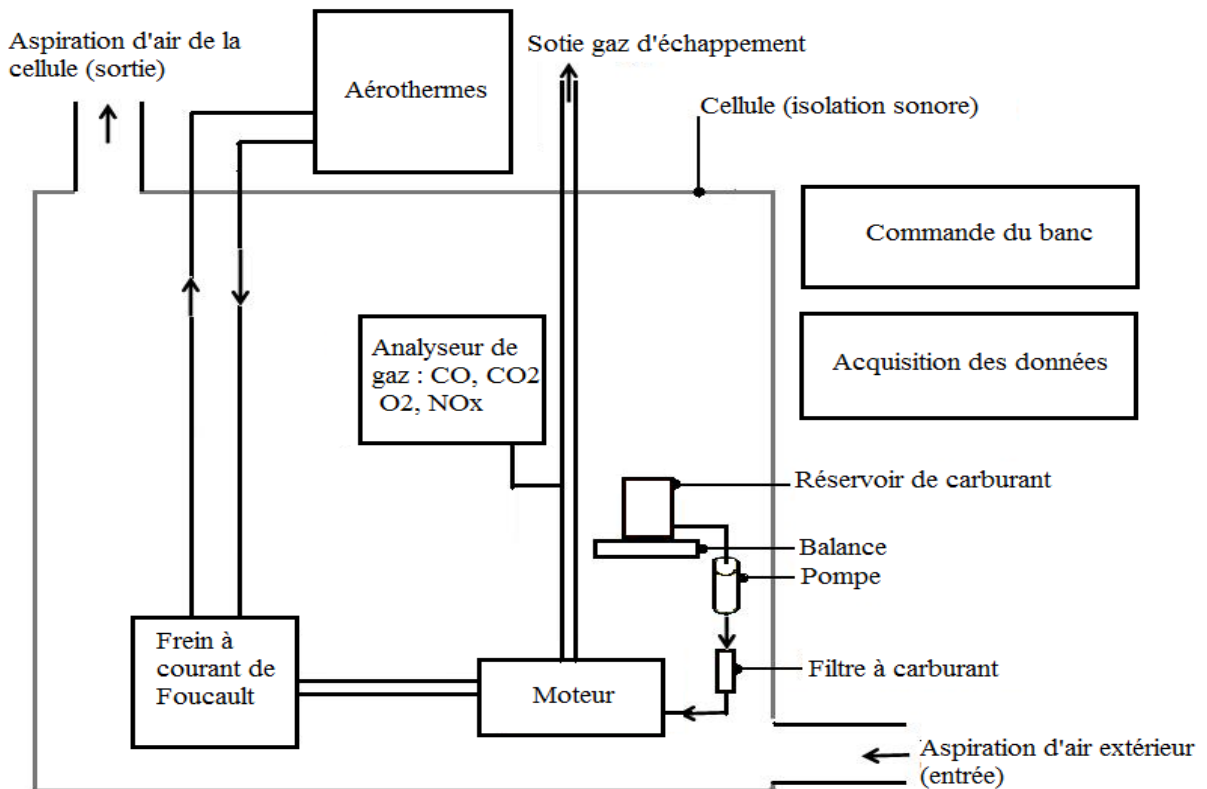 Aspiration d'air de la
cellule (sortie)
Aérothermes
Sotie gaz d'échappement
Cellule (isolation sonore)
Commande du banc
Analyseur de
gaz : CO, CO2
O2, NOx
Acquisition des données
Réservoir de carburant
Balance
Pompe
Frein à
courant de
Foucault
Moteur
Filtre à carburant
Aspiration d'air extérieur
(entrée)